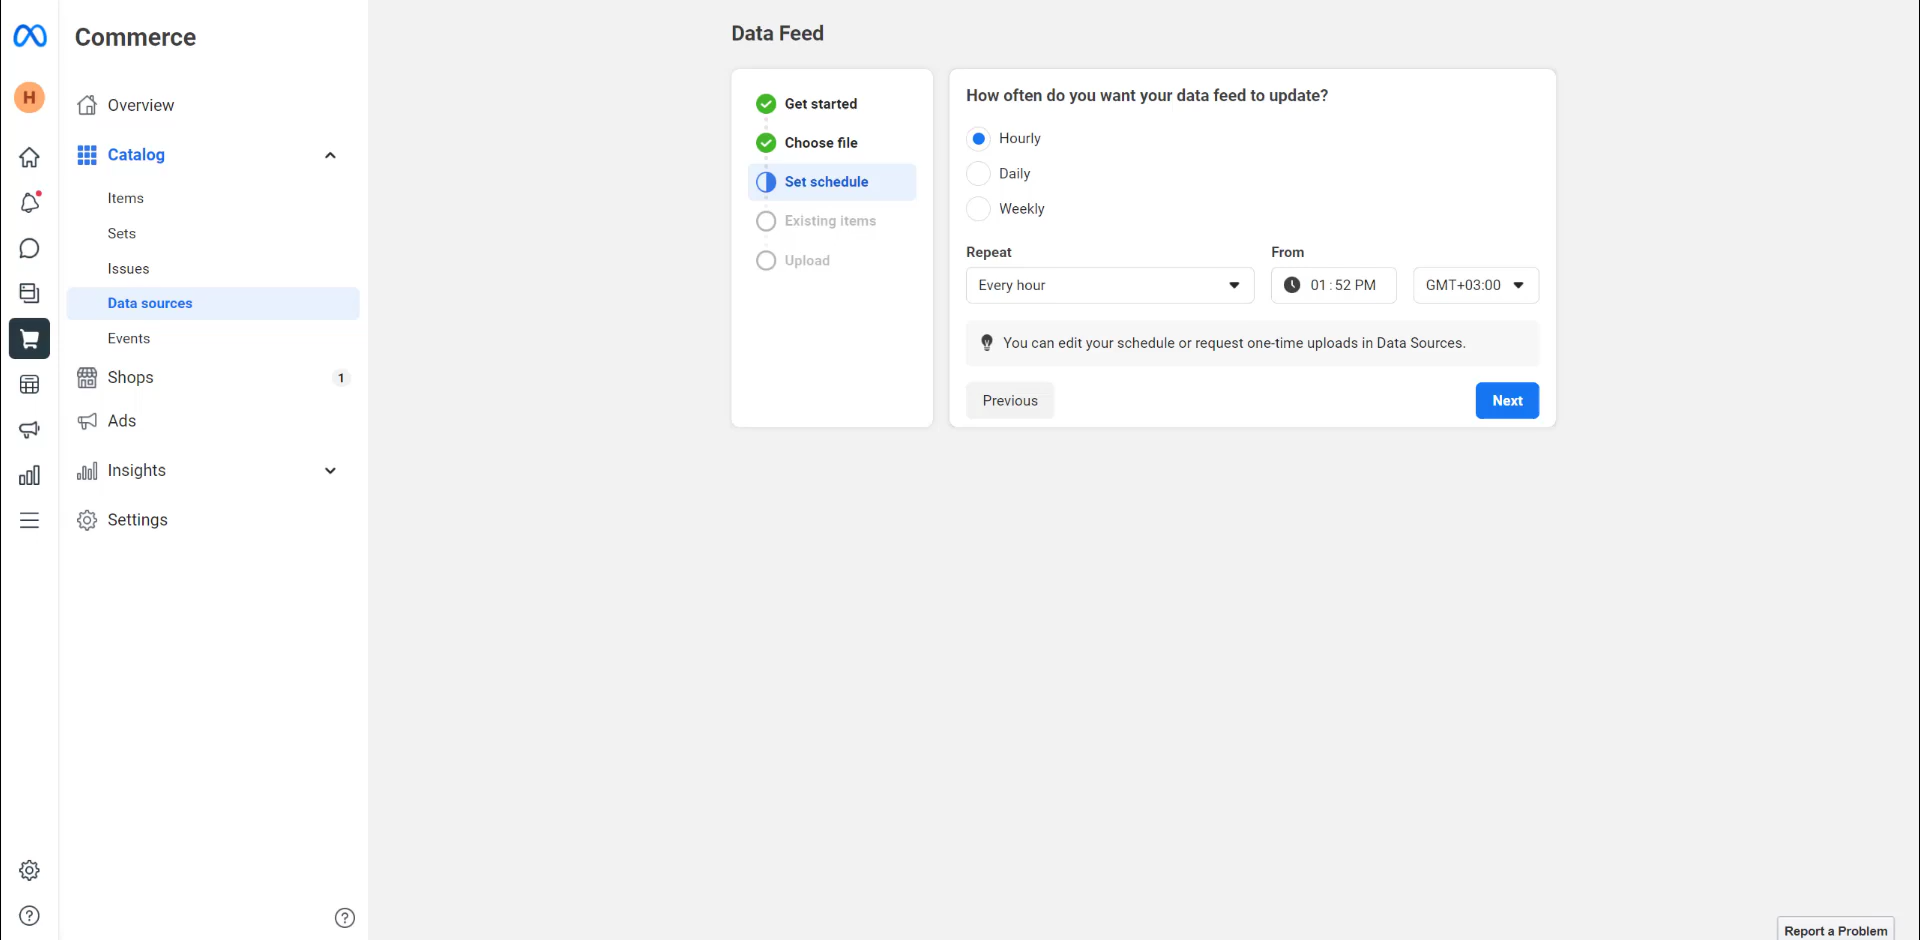 Commerce
H
Overview
Catalog
Items
Sets
Issues
Data sources
Events
Shops
1
Ads
Insights
Settings
Data Feed
Get started
Choose file
Set schedule
Existing items
Upload
How often do you want your data feed to update?
Hourly
Daily
Weekly
Repeat From
Every hour 01:52 PM GMT+03:00
You can edit your schedule or request one-time uploads in Data Sources.
Previous Next
Report a Problem